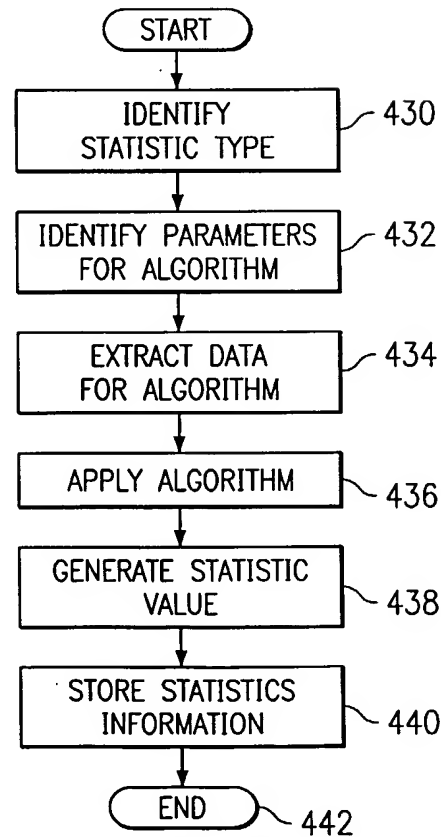 START
IDENTIFY
STATISTIC TYPE
430
IDENTIFY PARAMETERS
FOR ALGORITHM
432
EXTRACT DATA
FOR ALGORITHM
434
APPLY ALGORITHM
436
GENERATE STATISTIC
VALUE
438
STORE STATISTICS
INFORMATION
440
END
442